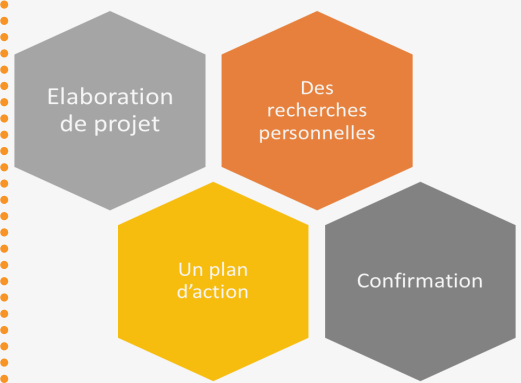 Elaboration
de projet
Des
recherches
personnelles
Un plan
d’action
Confirmation